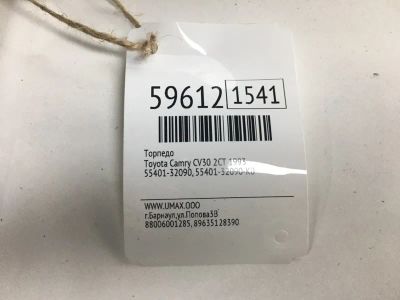 59612 1541
Торпедо
Toyota Camry CV30 2CT 1993
55401-32090, 55401-32090-K0
WWW.UMAX.OOO
г.Барнаул,ул.Попова3В
88006001285, 89635128390